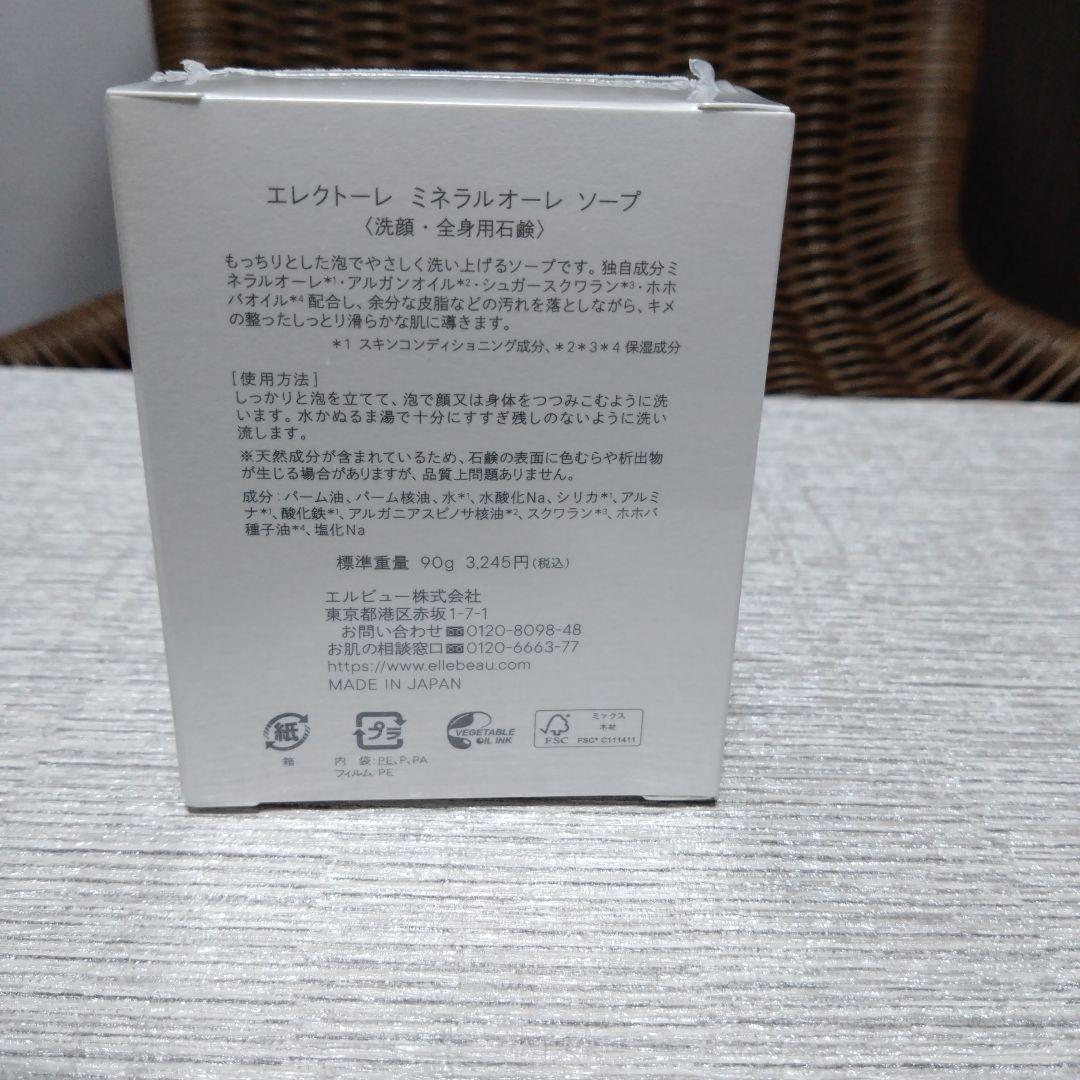 エレクトーレ ミネラルオーレ ソープ
〈洗顔・全身用石鹸〉
もっちりとした泡でやさしく洗い上げるソープです。独自成分ミ
ネラルオーレ*1・アルガンオイル*2・シュガースクワラン*3・ホホ
バオイル*4配合し、余分な皮脂などの汚れを落としながら、キメ
の整ったしっとり滑らかな肌に導きます。
*1 スキンコンディショニング成分、*2*3*4 保湿成分
[使用方法]
しっかりと泡を立てて、泡で顔又は身体をつつみこむように洗
います。水かぬるま湯で十分にすすぎ残しのないように洗い
流します。
※天然成分が含まれているため、石鹸の表面に色むらや析出物
が生じる場合がありますが、品質上問題ありません。
成分:パーム油、パーム核油、水*1、水酸化Na、シリカ*1、アルミ
ナ*1、酸化鉄*1、アルガニアスピノサ核油*2、スクワラン*3、ホホバ
種子油*4、塩化Na
標準重量 90g 3,245円(税込)
エルビュー株式会社
東京都港区赤坂1-7-1
お問い合わせ 0120-8098-48
お肌の相談窓口 0120-6663-77
https://www.ellebeau.com
MADE IN JAPAN
紙
箱
プラ
内 袋:PE、P、PA
フィルム:PE
VEGETABLE
OIL INK
FSC
ミックス
木材
FSC® C111411